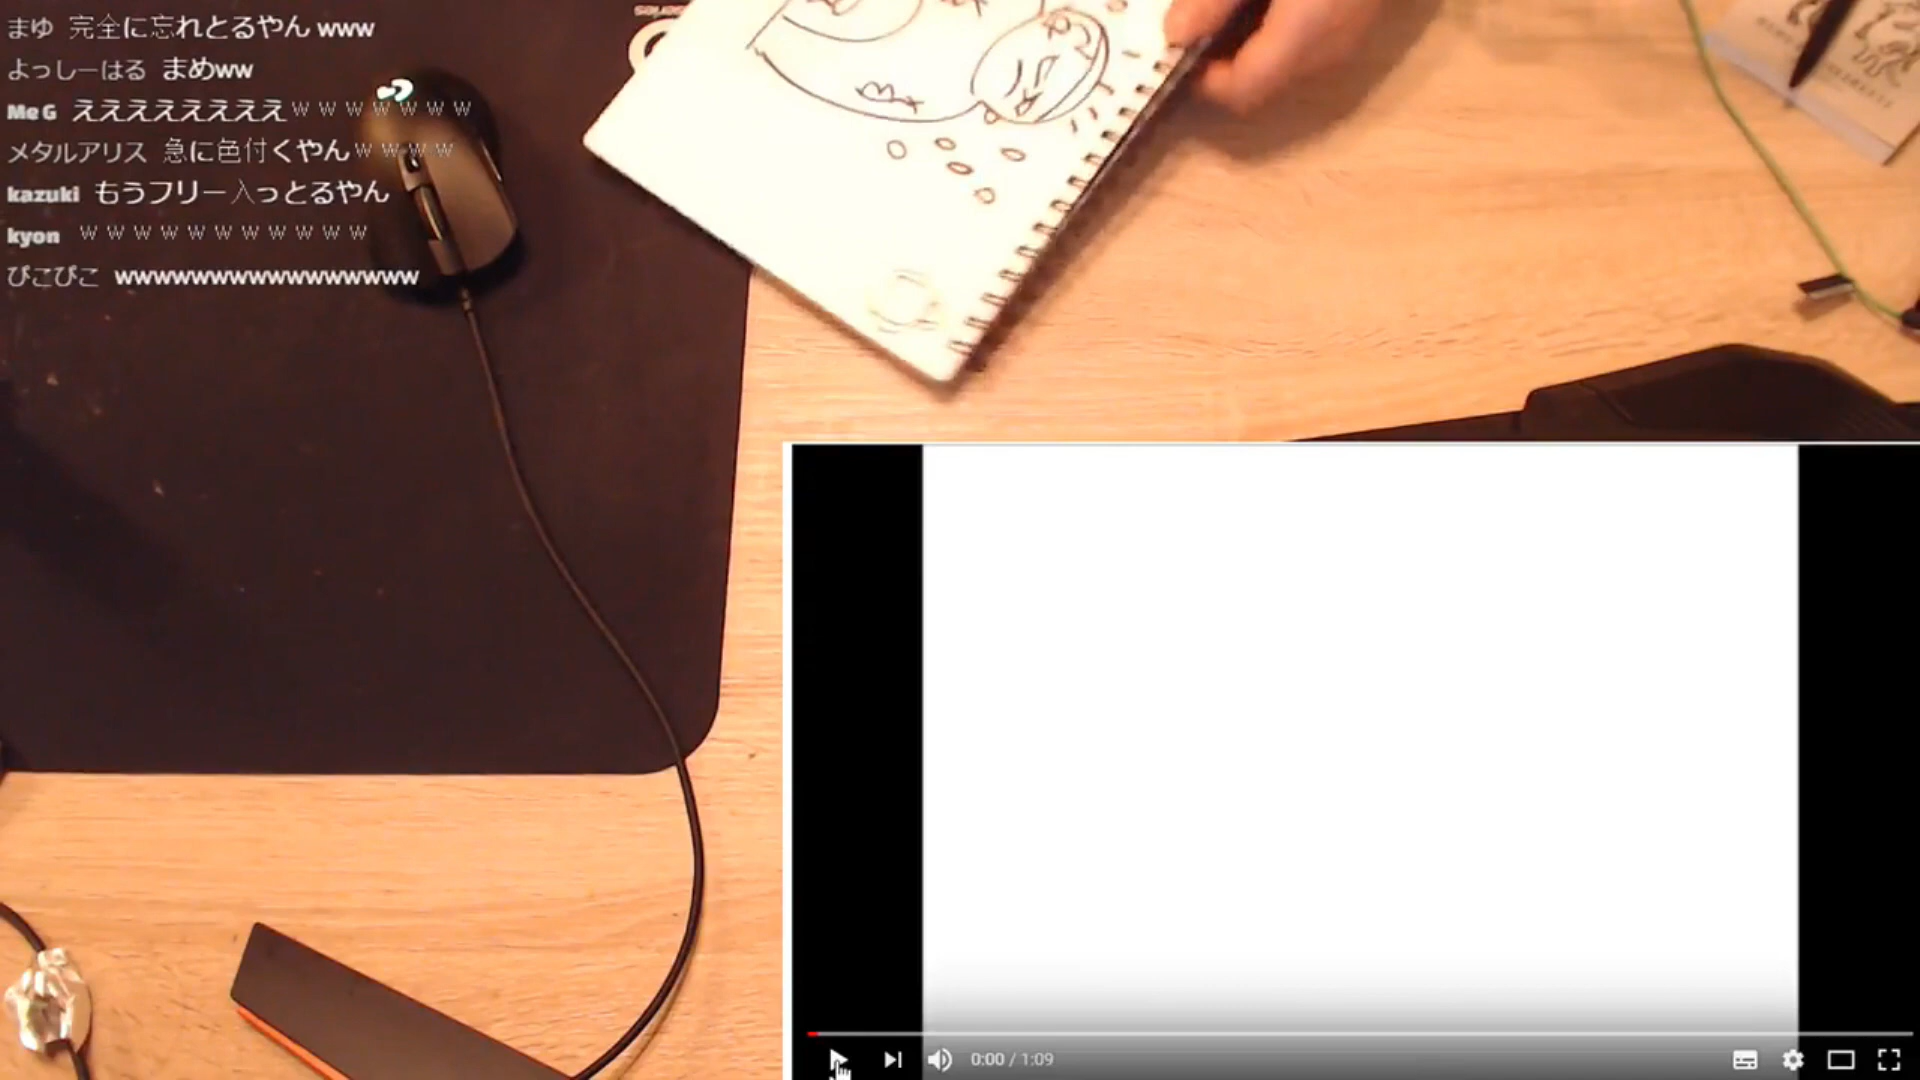 まゆ 完全に忘れとるやん www
よっしーはる まめww
Me G ええええええええｗｗｗｗｗｗｗ
メタルアリス 急に色付くやんｗｗｗｗ
kazuki もうフリー入っとるやん
kyon ｗｗｗｗｗｗｗｗｗｗｗ
ぴこぴこ wwwwwwwwwwwwwwww
0:00 / 1:09